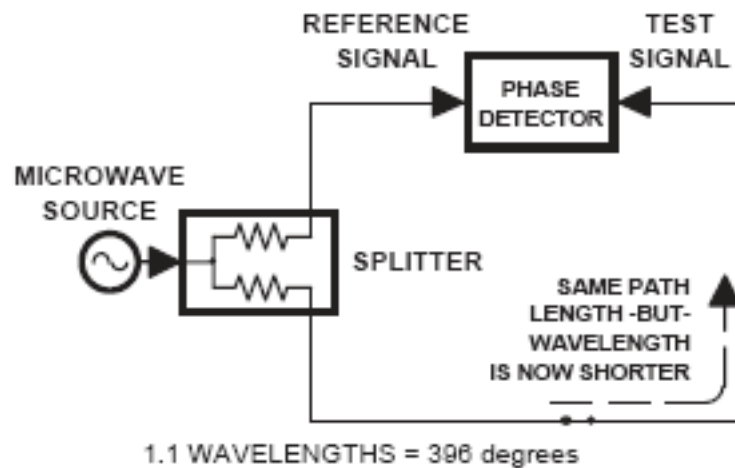 REFERENCE
SIGNAL
TEST
SIGNAL
PHASE
DETECTOR
MICROWAVE
SOURCE
SPLITTER
SAME PATH
LENGTH -BUT-
WAVELENGTH
IS NOW SHORTER
1.1 WAVELENGTHS = 396 degrees